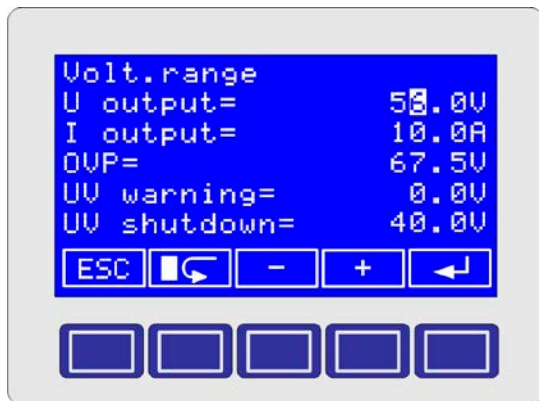 Volt.range
U output= 56.0V
I output= 10.0A
OVP= 67.5V
UV warning= 0.0V
UV shutdown= 40.0V
ESC - +